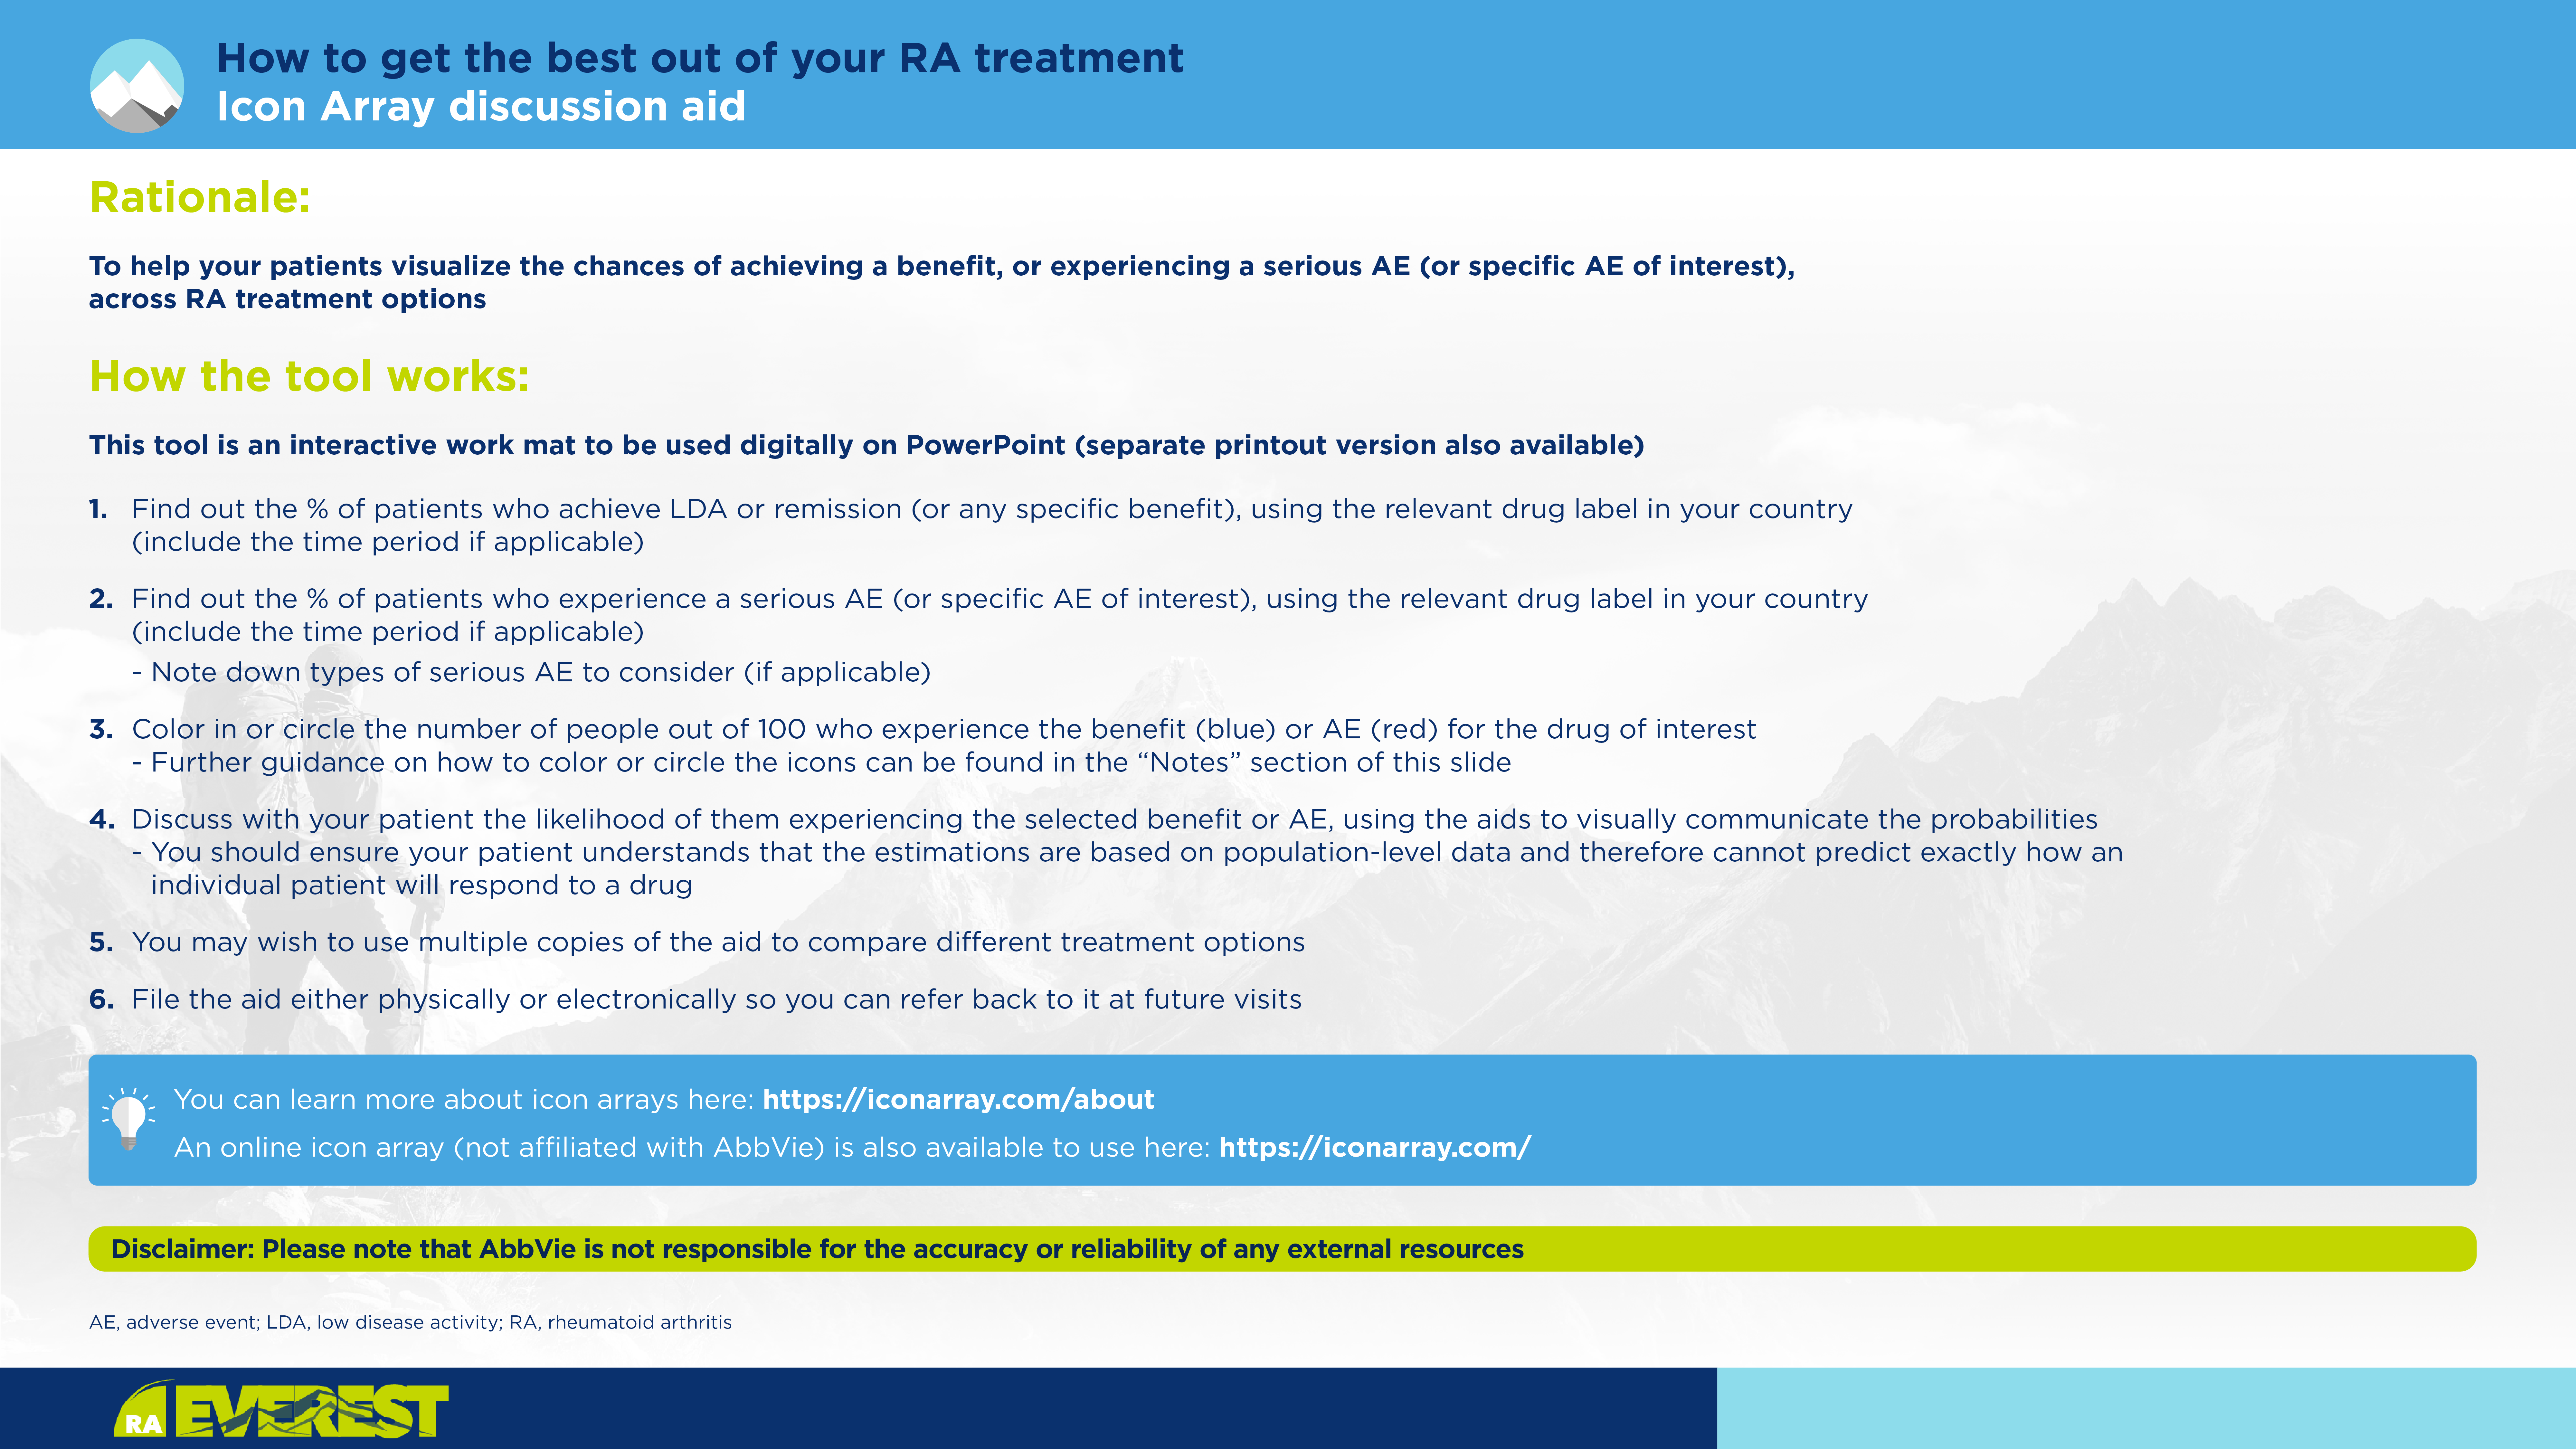 How to get the best out of your RA treatment
Icon Array discussion aid
Rationale:
To help your patients visualize the chances of achieving a benefit, or experiencing a serious AE (or specific AE of interest),
across RA treatment options
How the tool works:
This tool is an interactive work mat to be used digitally on PowerPoint (separate printout version also available)
1. Find out the % of patients who achieve LDA or remission (or any specific benefit), using the relevant drug label in your country
(include the time period if applicable)
2. Find out the % of patients who experience a serious AE (or specific AE of interest), using the relevant drug label in your country
(include the time period if applicable)
- Note down types of serious AE to consider (if applicable)
3. Color in or circle the number of people out of 100 who experience the benefit (blue) or AE (red) for the drug of interest
- Further guidance on how to color or circle the icons can be found in the “Notes” section of this slide
4. Discuss with your patient the likelihood of them experiencing the selected benefit or AE, using the aids to visually communicate the probabilities
- You should ensure your patient understands that the estimations are based on population-level data and therefore cannot predict exactly how an
individual patient will respond to a drug
5. You may wish to use multiple copies of the aid to compare different treatment options
6. File the aid either physically or electronically so you can refer back to it at future visits
You can learn more about icon arrays here: https://iconarray.com/about
An online icon array (not affiliated with AbbVie) is also available to use here: https://iconarray.com/
Disclaimer: Please note that AbbVie is not responsible for the accuracy or reliability of any external resources
AE, adverse event; LDA, low disease activity; RA, rheumatoid arthritis
RA EVEREST